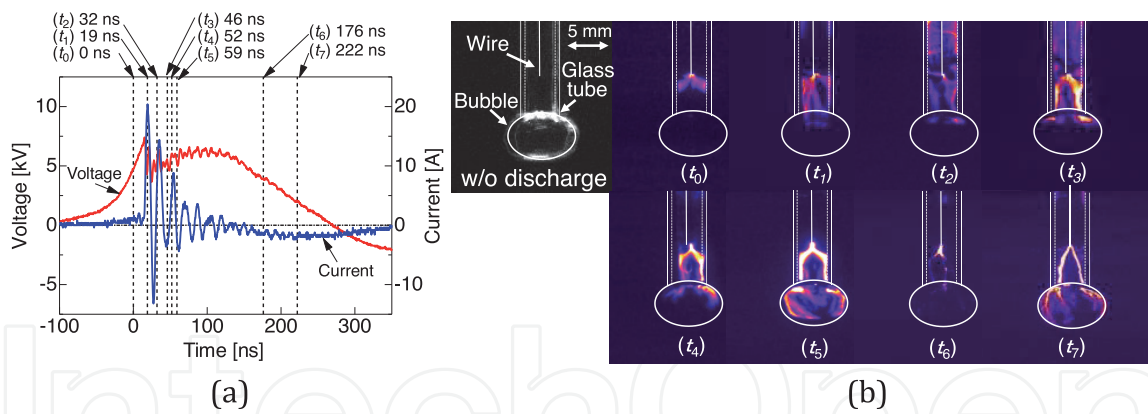 (a)
(t2) 32 ns
(t1) 19 ns
(t0) 0 ns
(t3) 46 ns
(t4) 52 ns
(t5) 59 ns
(t6) 176 ns
(t7) 222 ns
10
5
0
-5
20
10
0
-10
Voltage [kV]
Current [A]
Voltage
Current
-100
0
100
200
300
Time [ns]
(a)
Wire
5 mm
Glass
tube
Bubble
w/o discharge
(b)
(t0)
(t1)
(t2)
(t3)
(t4)
(t5)
(t6)
(t7)
(b)
IntechOpen